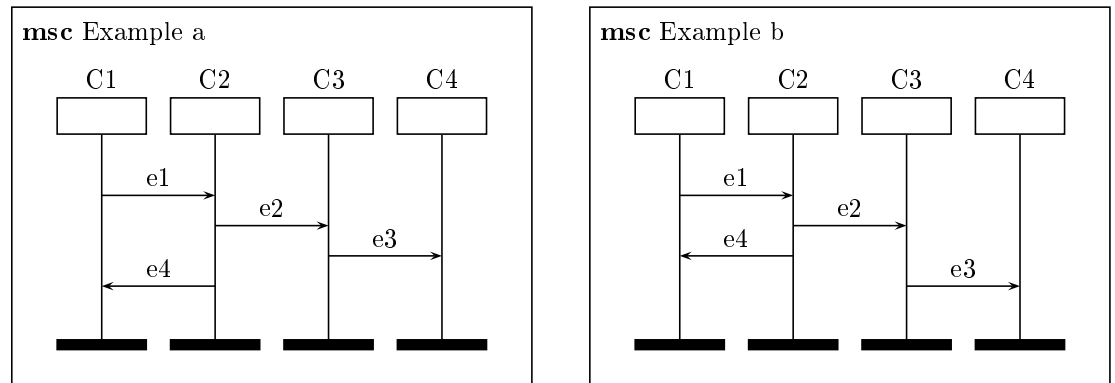 msc Example a
C1 C2 C3 C4
e1
e2
e3
e4
msc Example b
C1 C2 C3 C4
e1
e2
e4
e3